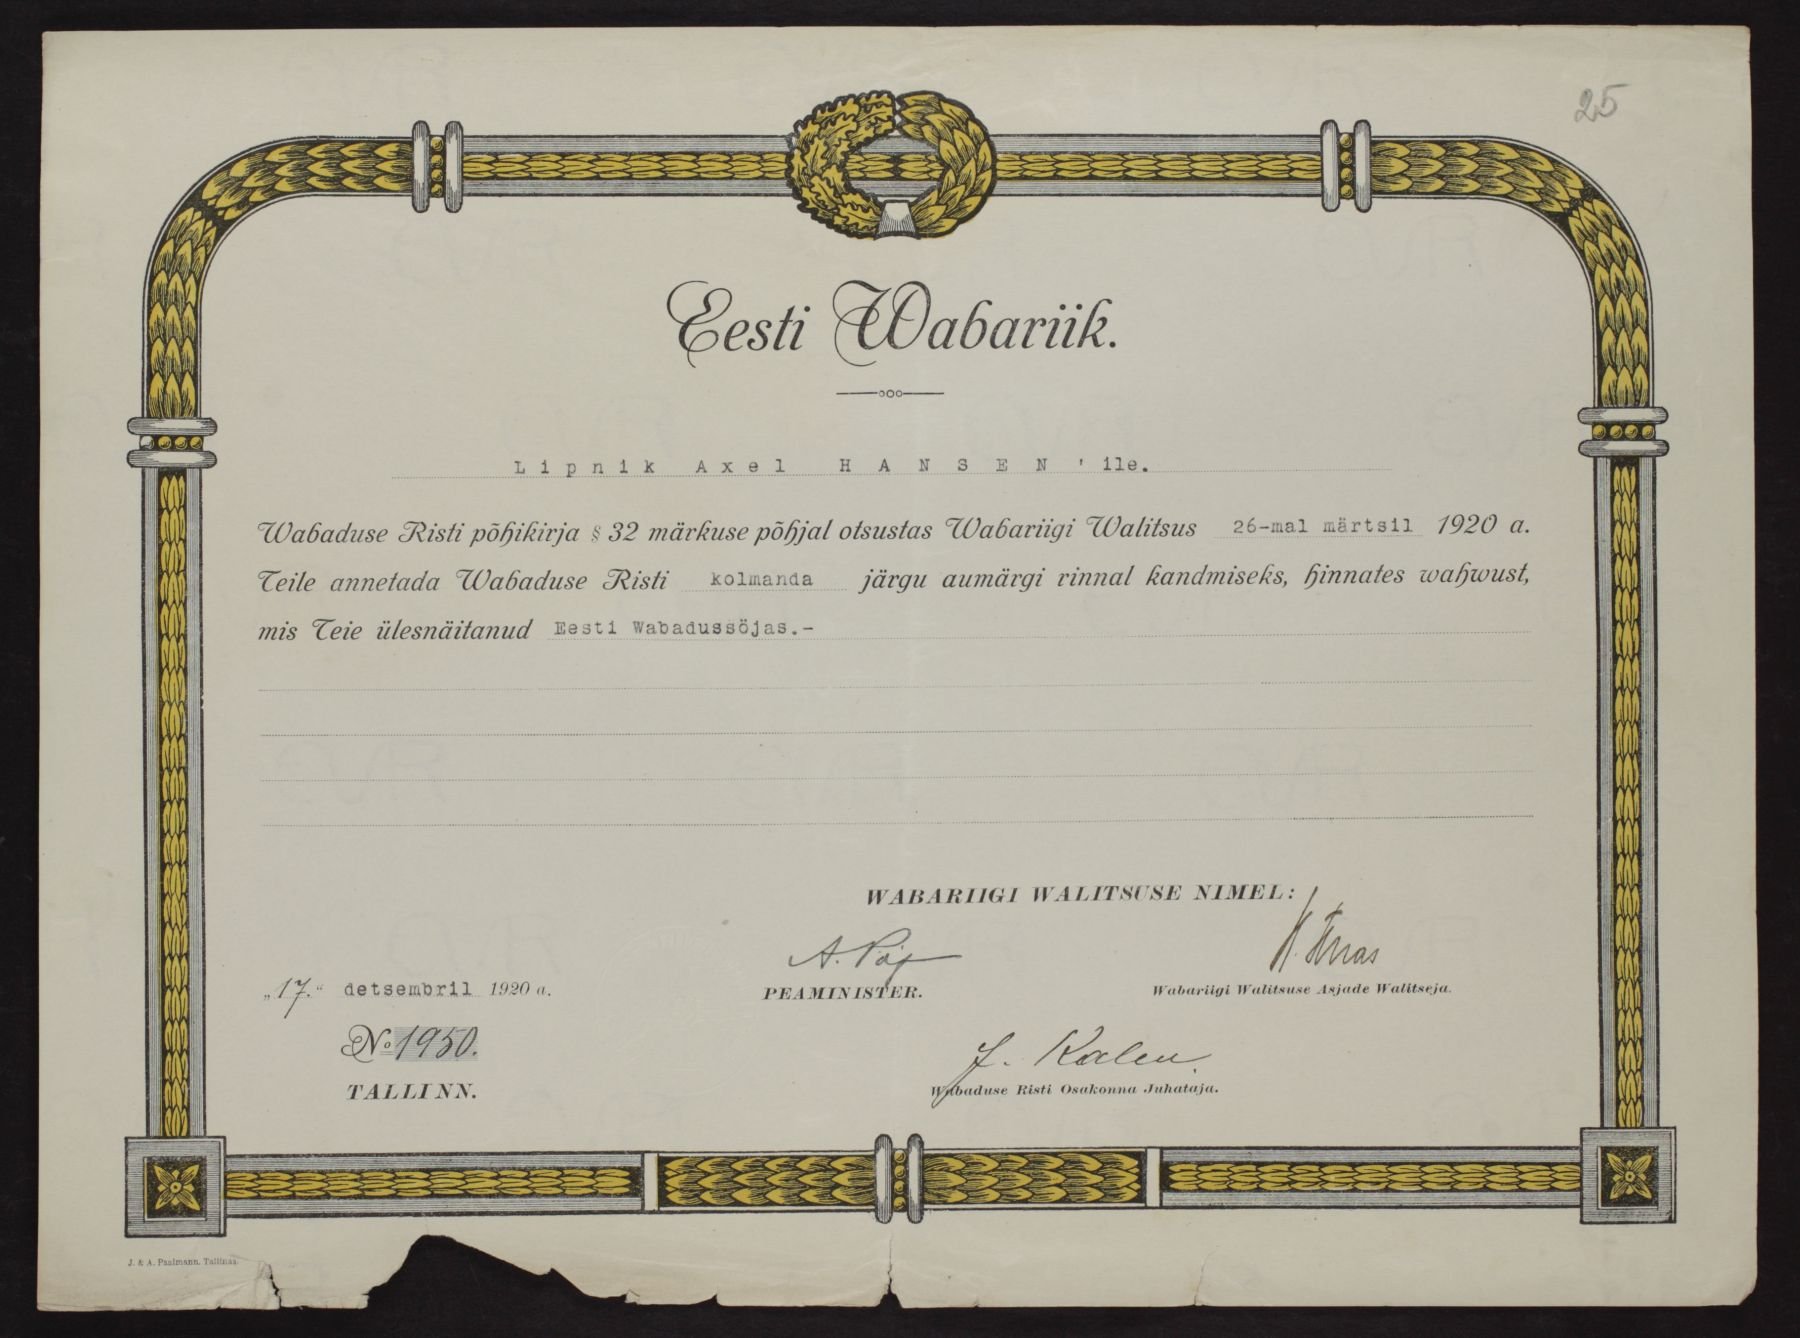 25
Eesti Wabariik.
Lipnik Axel HANSEN'ile.
Wabaduse Risti põhikirja § 32 märkuse põhjal otsustas Wabariigi Walitsus 26-mal märtsil 1920 a.
Teile annetada Wabaduse Risti kolmanda järgu aumärgi rinnal kandmiseks, hinnates wahwust,
mis Teie ülesnäitanud Eesti Wabadussõjas.-
WABARIIGI WALITSUSE NIMEL:
"17." detsembril 1920 a.
PEAMINISTER.
Wabariigi Walitsuse Asjade Walitseja.
No 1950.
TALLINN.
Wabaduse Risti Osakonna Juhataja.
J. & A. Paalmann. Tallinas.